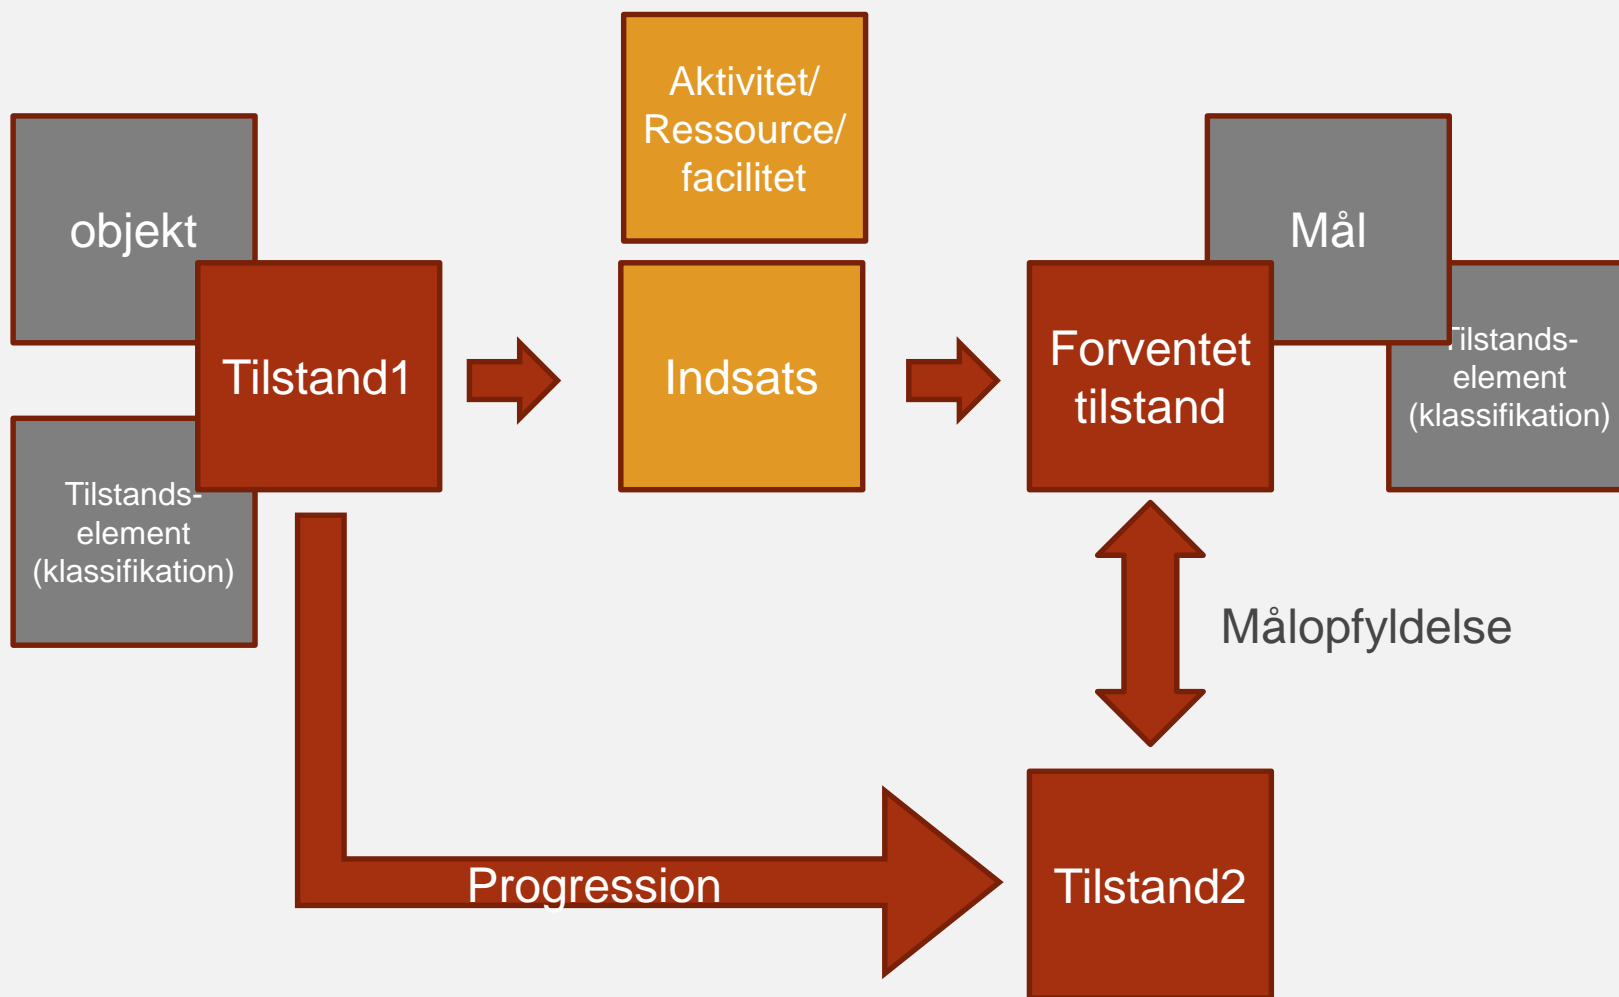 Aktivitet/
Ressource/
facilitet
objekt
Tilstand1
Tilstands-
element
(klassifikation)
Indsats
Mål
Forventet
tilstand
Tilstands-
element
(klassifikation)
Målopfyldelse
Progression
Tilstand2